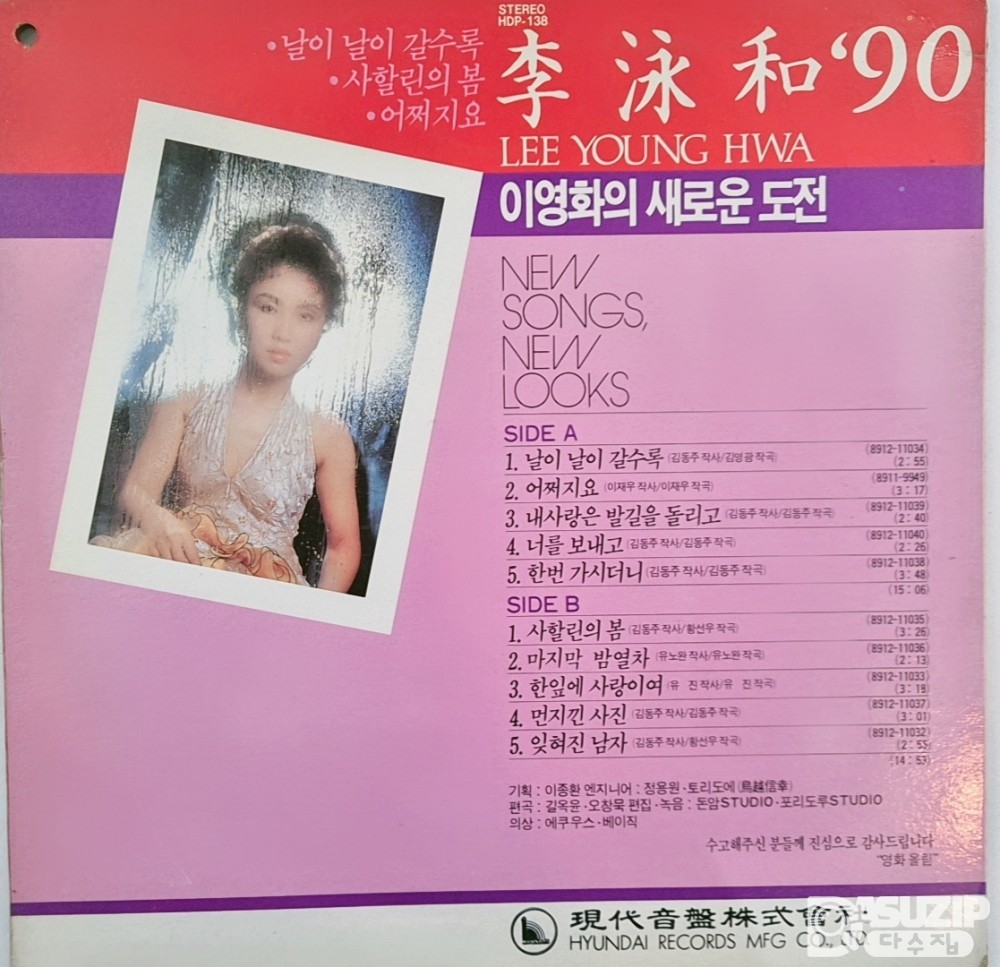 STEREO
HDP-138
•날이 날이 갈수록
•사할린의 봄
•어쩌지요
李泳和 '90
LEE YOUNG HWA
이영화의 새로운 도전
NEW
SONGS,
NEW
LOOKS
SIDE A
1. 날이 날이 갈수록 (김동주 작사/김영광 작곡) (8912-11034) (2:55)
2. 어쩌지요 (이재우 작사/이재우 작곡) (8911-9949) (3:17)
3. 내사랑은 발길을 돌리고 (김동주 작사/김동주 작곡) (8912-11039) (2:40)
4. 너를 보내고 (김동주 작사/김동주 작곡) (8912-11040) (2:26)
5. 한번 가시더니 (김동주 작사/김동주 작곡) (8912-11038) (3:48)
(15:06)
SIDE B
1. 사할린의 봄 (김동주 작사/황선우 작곡) (8912-11035) (3:26)
2. 마지막 밤열차 (유노완 작사/유노완 작곡) (8912-11036) (2:13)
3. 한잎에 사랑이여 (유 진 작사/유 진 작곡) (8912-11033) (3:18)
4. 먼지낀 사진 (김동주 작사/김동주 작곡) (8912-11037) (3:01)
5. 잊혀진 남자 (김동주 작사/황선우 작곡) (8912-11032) (2:55)
(14:53)
기획 : 이종환 엔지니어 : 정용원·토리도에 (鳥越信幸)
편곡 : 길옥윤·오창묵 편집·녹음 : 돈암STUDIO·포리도루STUDIO
의상 : 에쿠우스·베이직
수고해주신 분들께 진심으로 감사드립니다
"영화 올림"
現代音盤株式會社
HYUNDAI RECORDS MFG CO., LTD.
DASUZIP
다수집